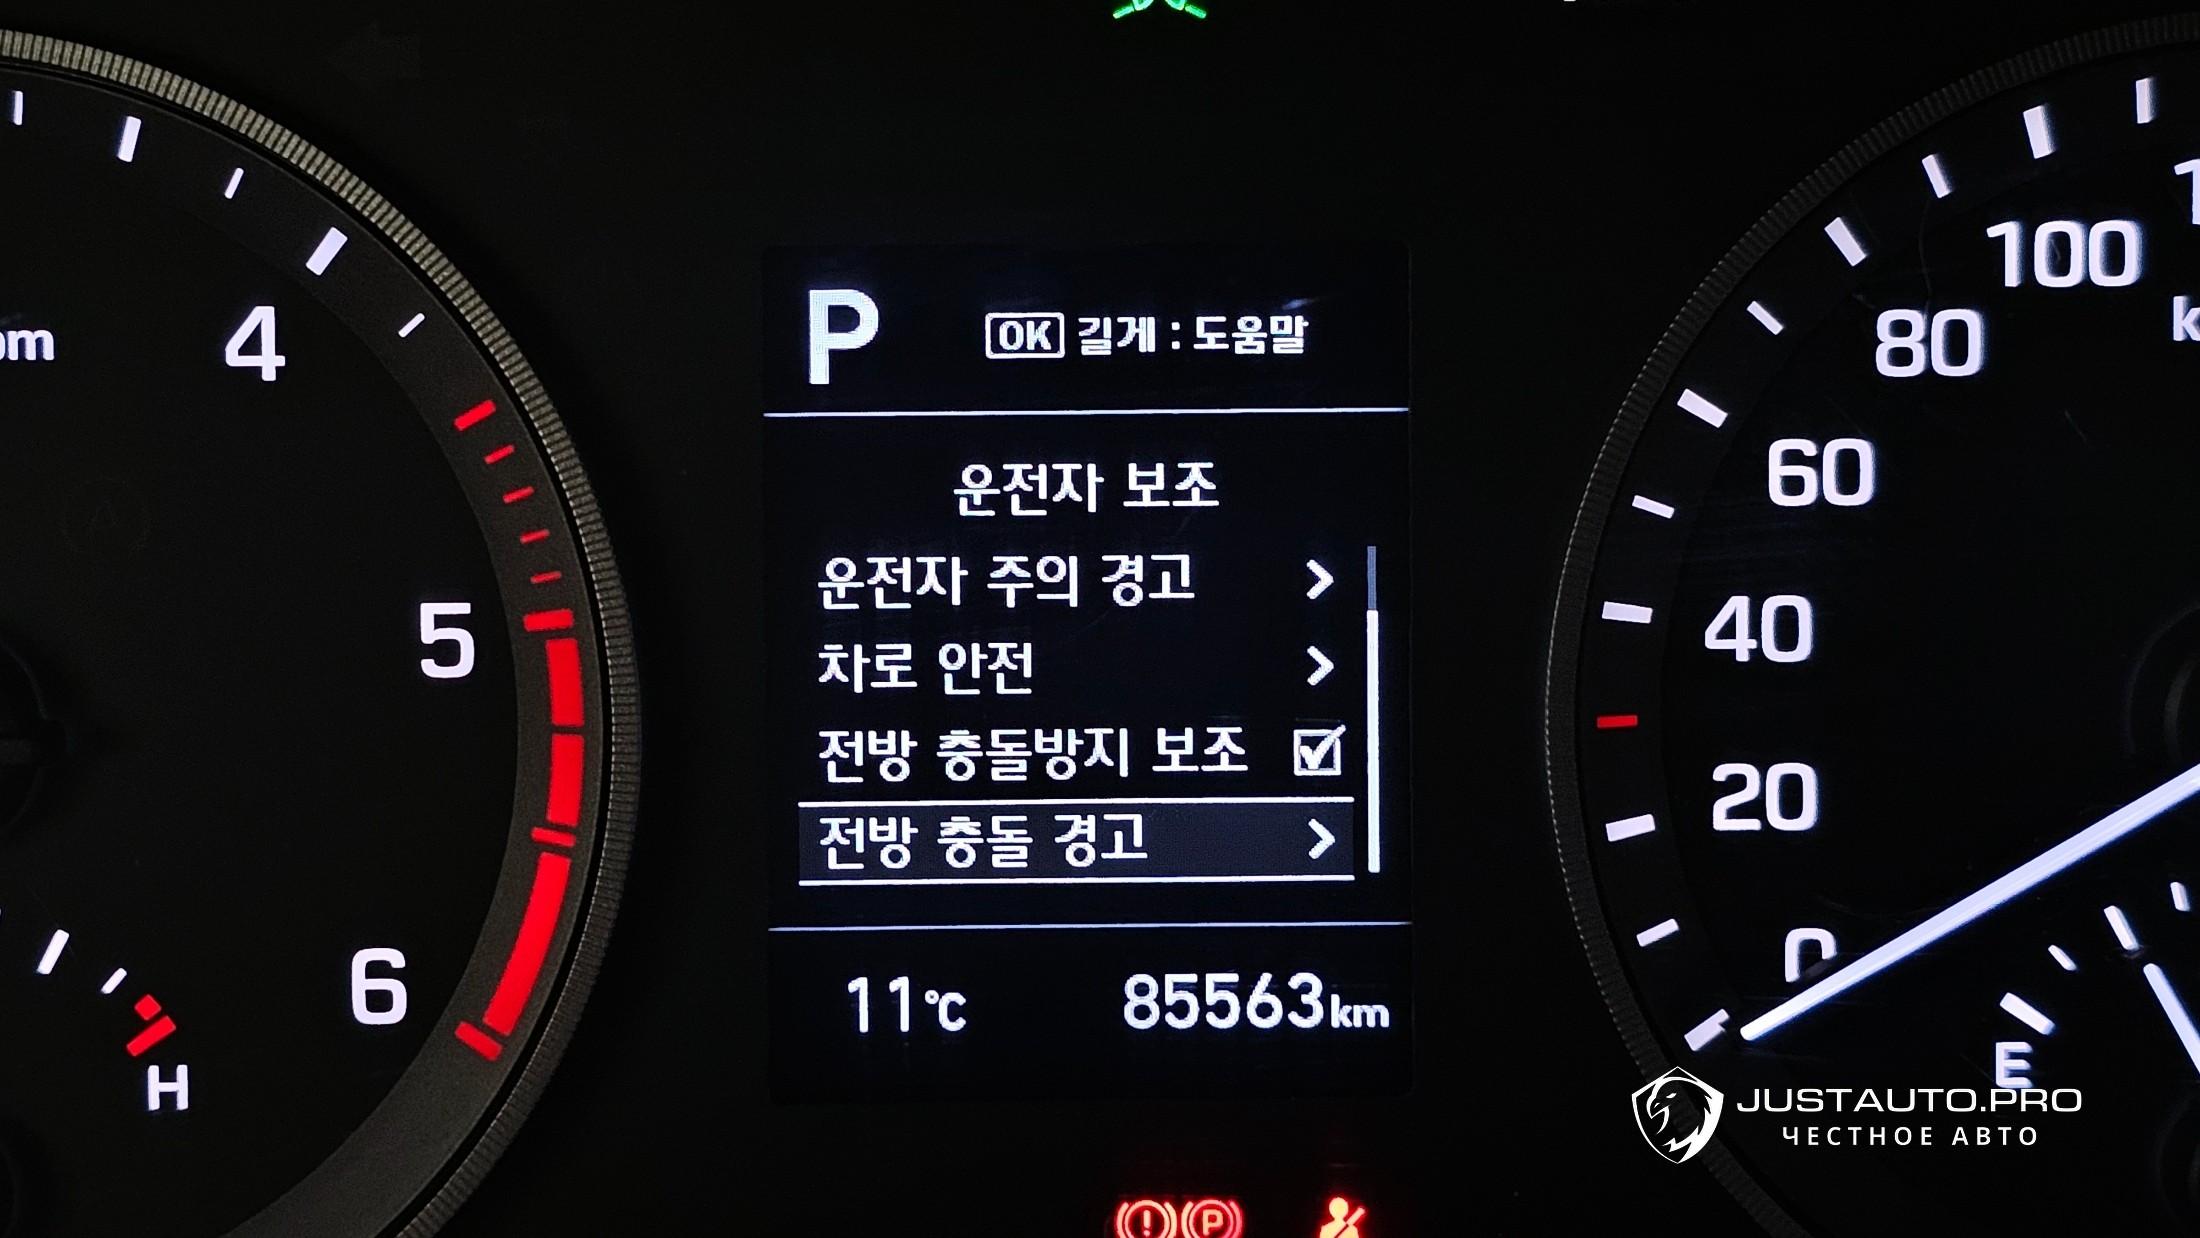 P
OK 길게 : 도움말
운전자 보조
운전자 주의 경고
차로 안전
전방 충돌방지 보조
전방 충돌 경고
11℃
85563km
4
5
6
H
100
80
60
40
20
0
E
P
JUSTAUTO.PRO
ЧЕСТНОЕ АВТО